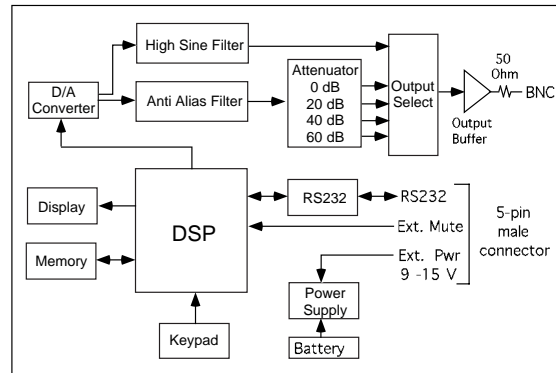 High Sine Filter
D/A
Converter
Anti Alias Filter
Attenuator
0 dB
20 dB
40 dB
60 dB
Output
Select
50
Ohm
BNC
Output
Buffer
Display
Memory
DSP
Keypad
RS232
RS232
Ext. Mute
Ext. Pwr
9 -15 V
5-pin
male
connector
Power
Supply
Battery